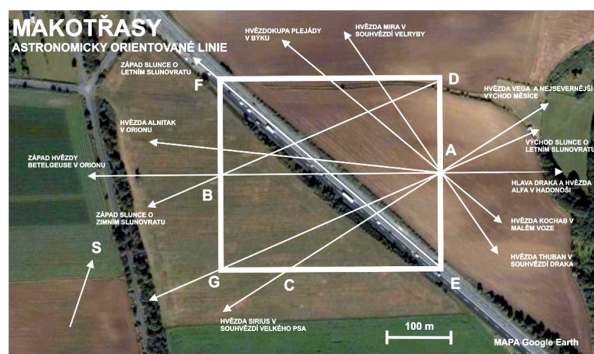 MAKOTŘASY
ASTRONOMICKY ORIENTOVANÉ LINIE
HVĚZDOKUPA PLEJÁDY
V BÝKU
HVĚZDA MIRA V
SOUHVĚZDÍ VELRYBY
ZÁPAD SLUNCE O
LETNÍM SLUNOVRATU
F
D
HVĚZDA VEGA A NEJSEVERNĚJŠÍ
VÝCHOD MĚSÍCE
HVĚZDA ALNITAK
V ORIONU
VÝCHOD SLUNCE O
LETNÍM SLUNOVRATU
A
ZÁPAD HVĚZDY
BETELGEUSE V ORIONU
B
HLAVA DRAKA A HVĚZDA
ALFA V HADONOŠI
ZÁPAD SLUNCE O
ZIMNÍM SLUNOVRATU
HVĚZDA KOCHAB V
MALÉM VOZE
S
HVĚZDA THUBAN V
SOUHVĚZDÍ DRAKA
G
C
E
HVĚZDA SIRIUS V
SOUHVĚZDÍ VELKÉHO PSA
100 m
MAPA Google Earth